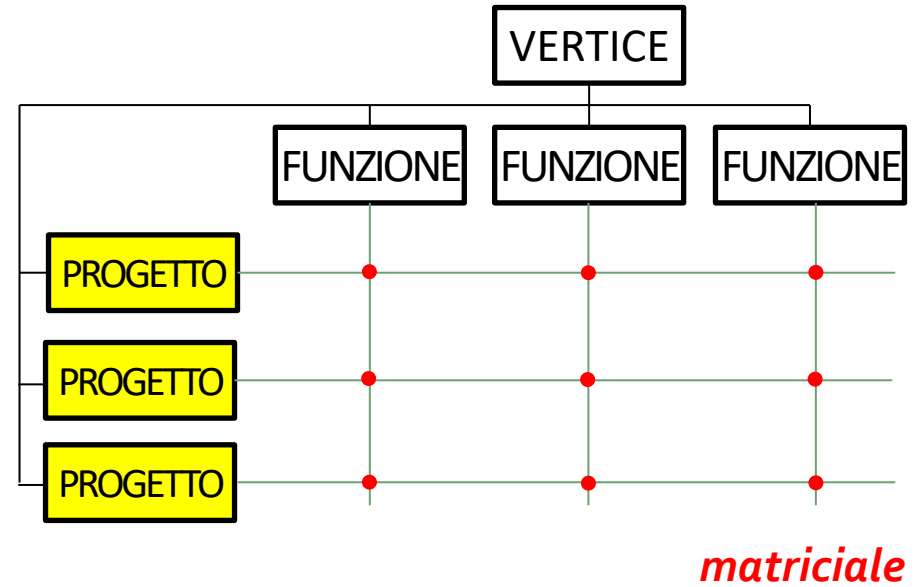 VERTICE
FUNZIONE FUNZIONE FUNZIONE
PROGETTO
PROGETTO
PROGETTO
matriciale